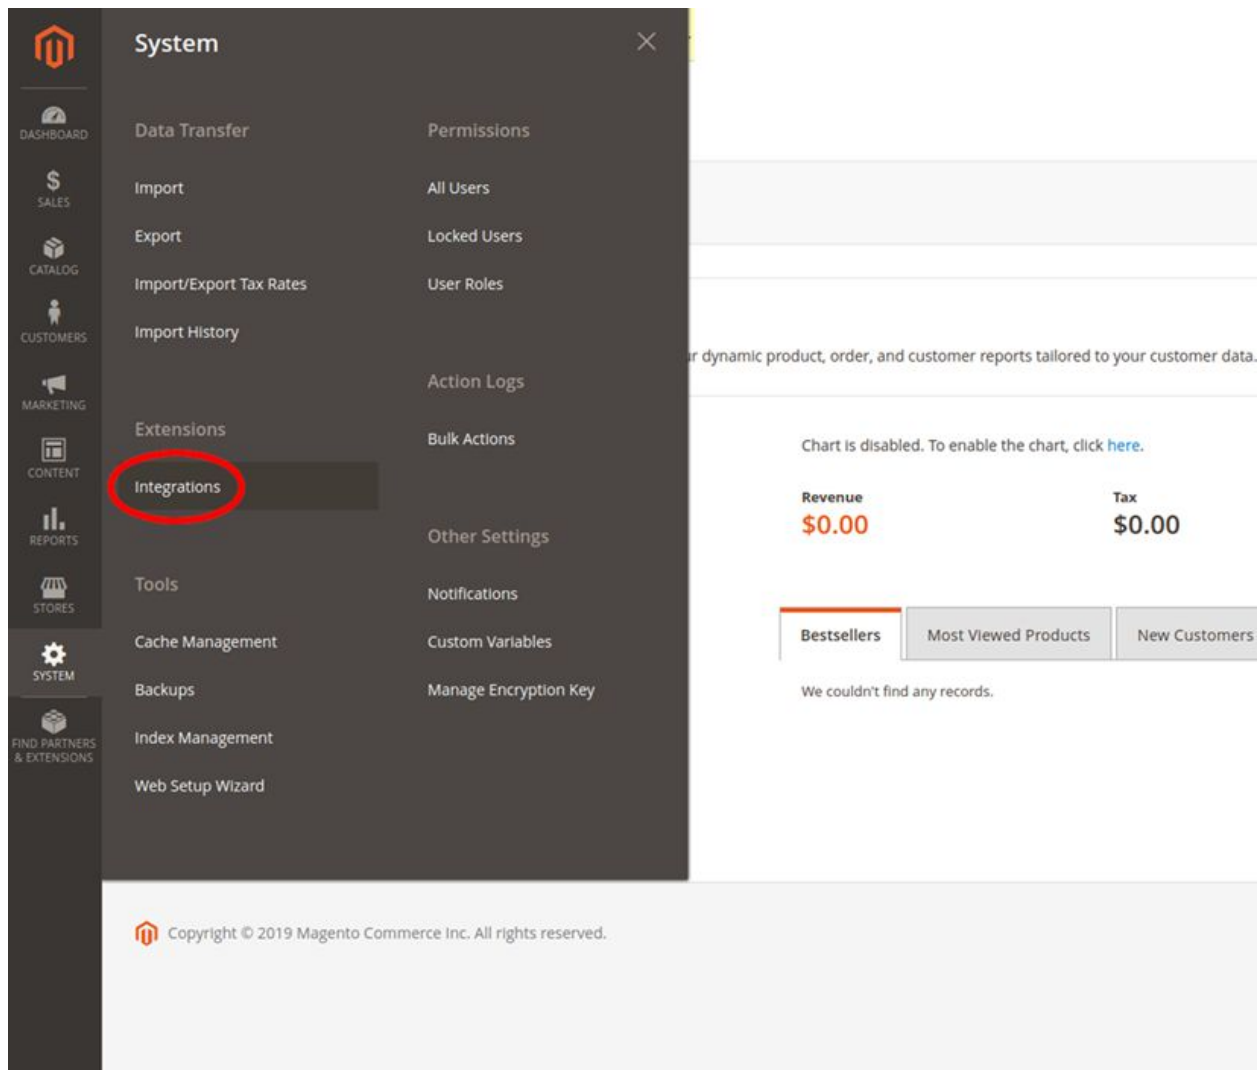 DASHBOARD
SALES
CATALOG
CUSTOMERS
MARKETING
CONTENT
REPORTS
STORES
SYSTEM
FIND PARTNERS
& EXTENSIONS
System
Data Transfer
Import
Export
Import/Export Tax Rates
Import History
Extensions
Integrations
Tools
Cache Management
Backups
Index Management
Web Setup Wizard
Permissions
All Users
Locked Users
User Roles
Action Logs
Bulk Actions
Other Settings
Notifications
Custom Variables
Manage Encryption Key
dynamic product, order, and customer reports tailored to your customer data.
Chart is disabled. To enable the chart, click here.
Revenue
$0.00
Tax
$0.00
Bestsellers
Most Viewed Products
New Customers
We couldn't find any records.
Copyright © 2019 Magento Commerce Inc. All rights reserved.